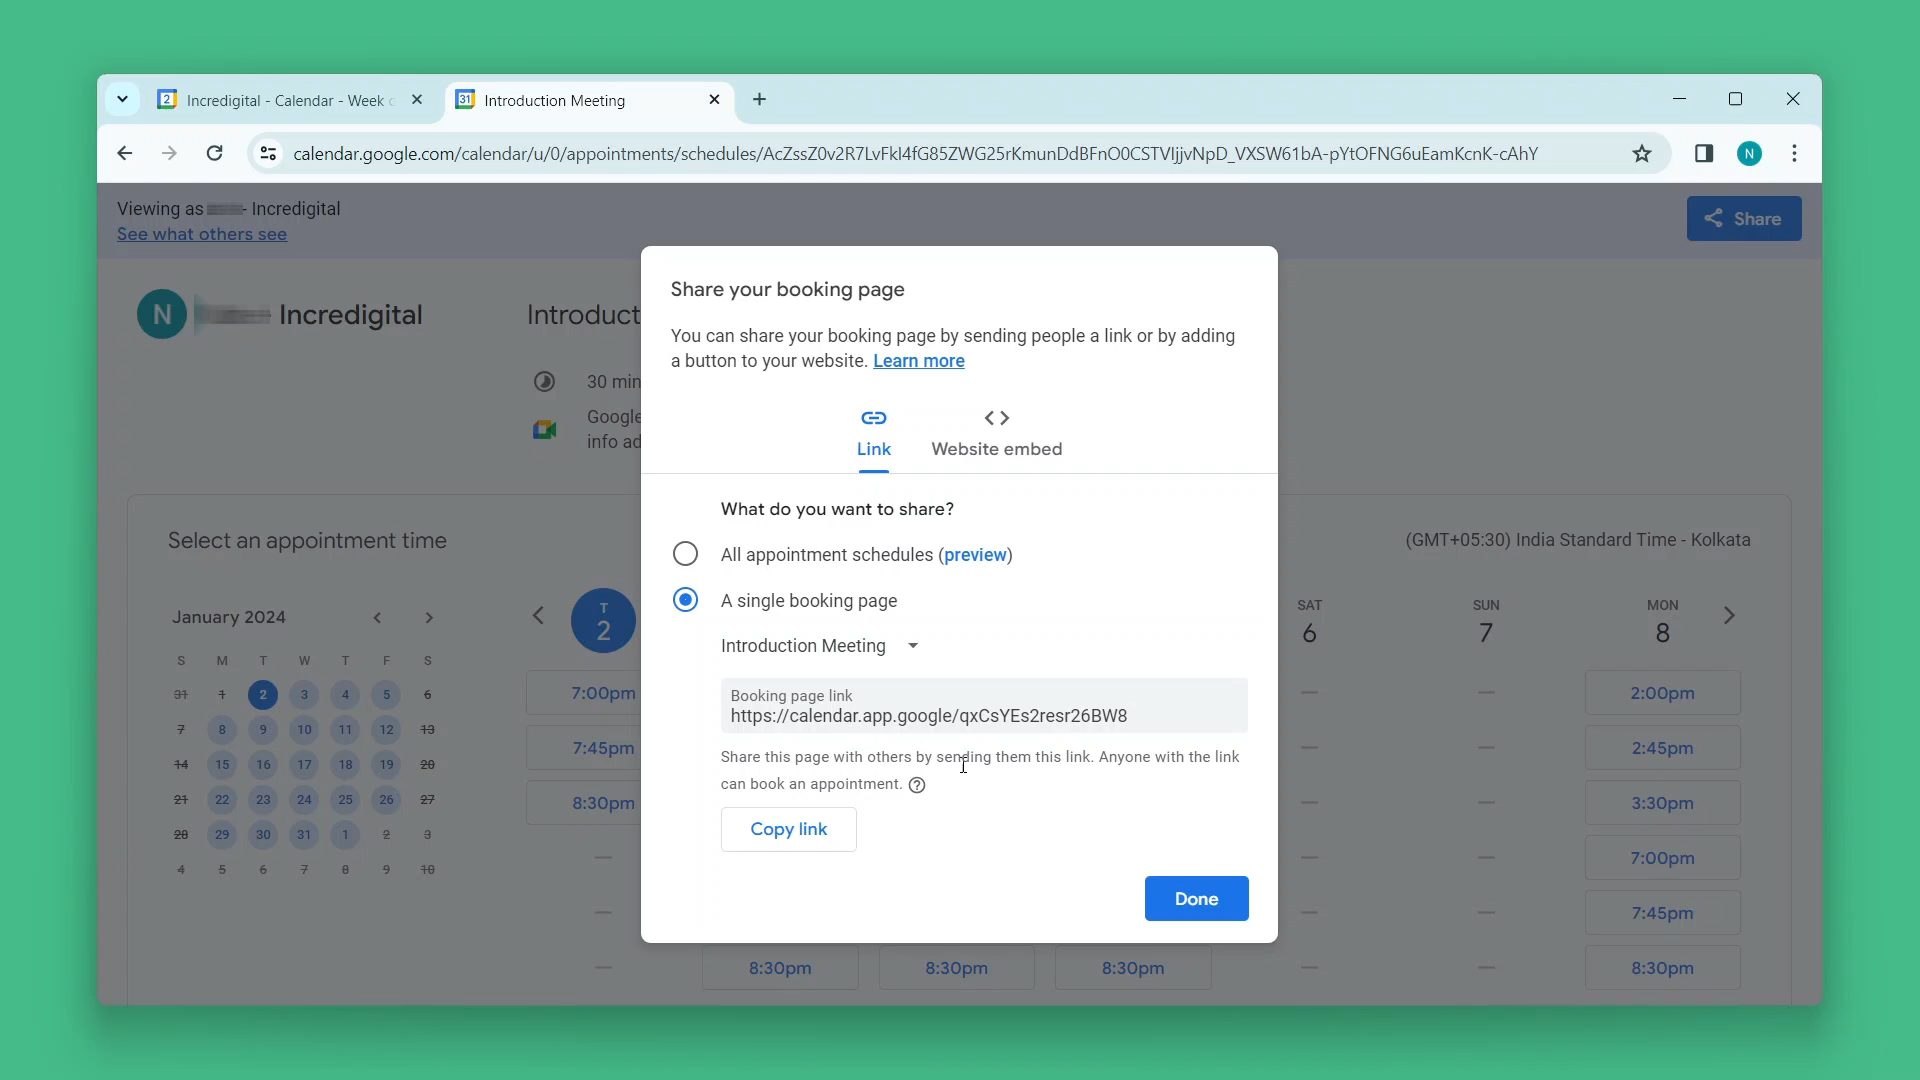 2 Incredigital - Calendar - Week
31 Introduction Meeting
calendar.google.com/calendar/u/0/appointments/schedules/AcZssZ0v2R7LvFkI4fG85ZWG25rKmunDdBFnO0CSTVIjjvNpD_VXSW61bA-pYtOFNG6uEamKcnK-cAhY
N
Viewing as - Incredigital
See what others see
Share
N Incredigital
Introduct
30 min
Google
info ad
Share your booking page
You can share your booking page by sending people a link or by adding
a button to your website. Learn more
Link
Website embed
What do you want to share?
All appointment schedules (preview)
A single booking page
Introduction Meeting
Booking page link
https://calendar.app.google/qxCsYEs2resr26BW8
Share this page with others by sending them this link. Anyone with the link
can book an appointment.
Copy link
Done
Select an appointment time
(GMT+05:30) India Standard Time - Kolkata
January 2024
S M T W T F S
31 1 2 3 4 5 6
7 8 9 10 11 12 13
14 15 16 17 18 19 20
21 22 23 24 25 26 27
28 29 30 31 1 2 3
4 5 6 7 8 9 10
T SAT SUN MON
2 6 7 8
7:00pm — — 2:00pm
7:45pm — — 2:45pm
8:30pm — — 3:30pm
— — — 7:00pm
— — — 7:45pm
— 8:30pm 8:30pm 8:30pm — — 8:30pm